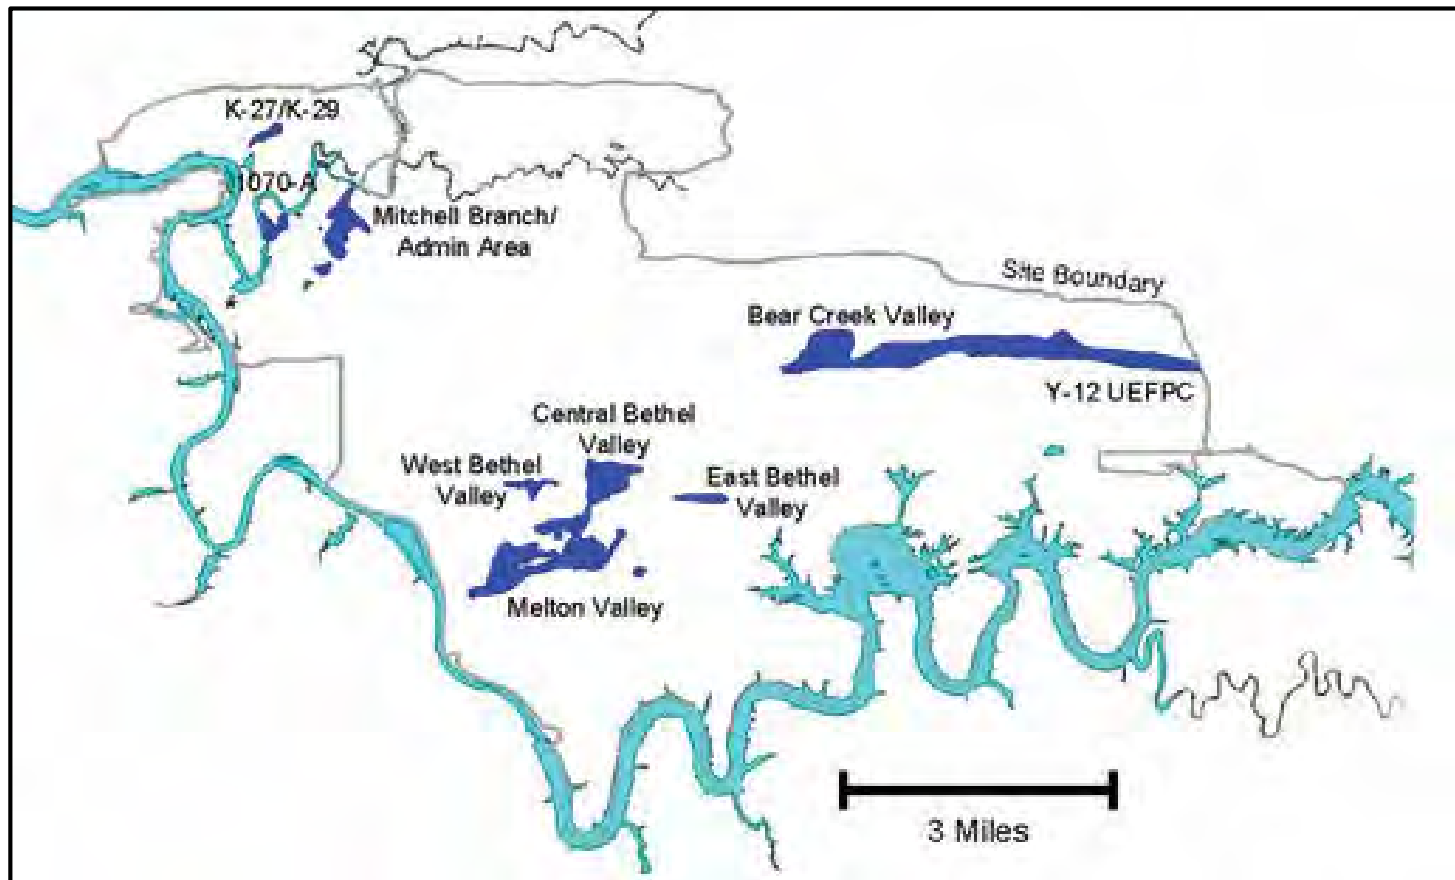 K-27/K-29
1070-A
Mitchell Branch/
Admin Area
Site Boundary
Bear Creek Valley
Y-12 UEFPC
Central Bethel
Valley
West Bethel
Valley
East Bethel
Valley
Melton Valley
3 Miles